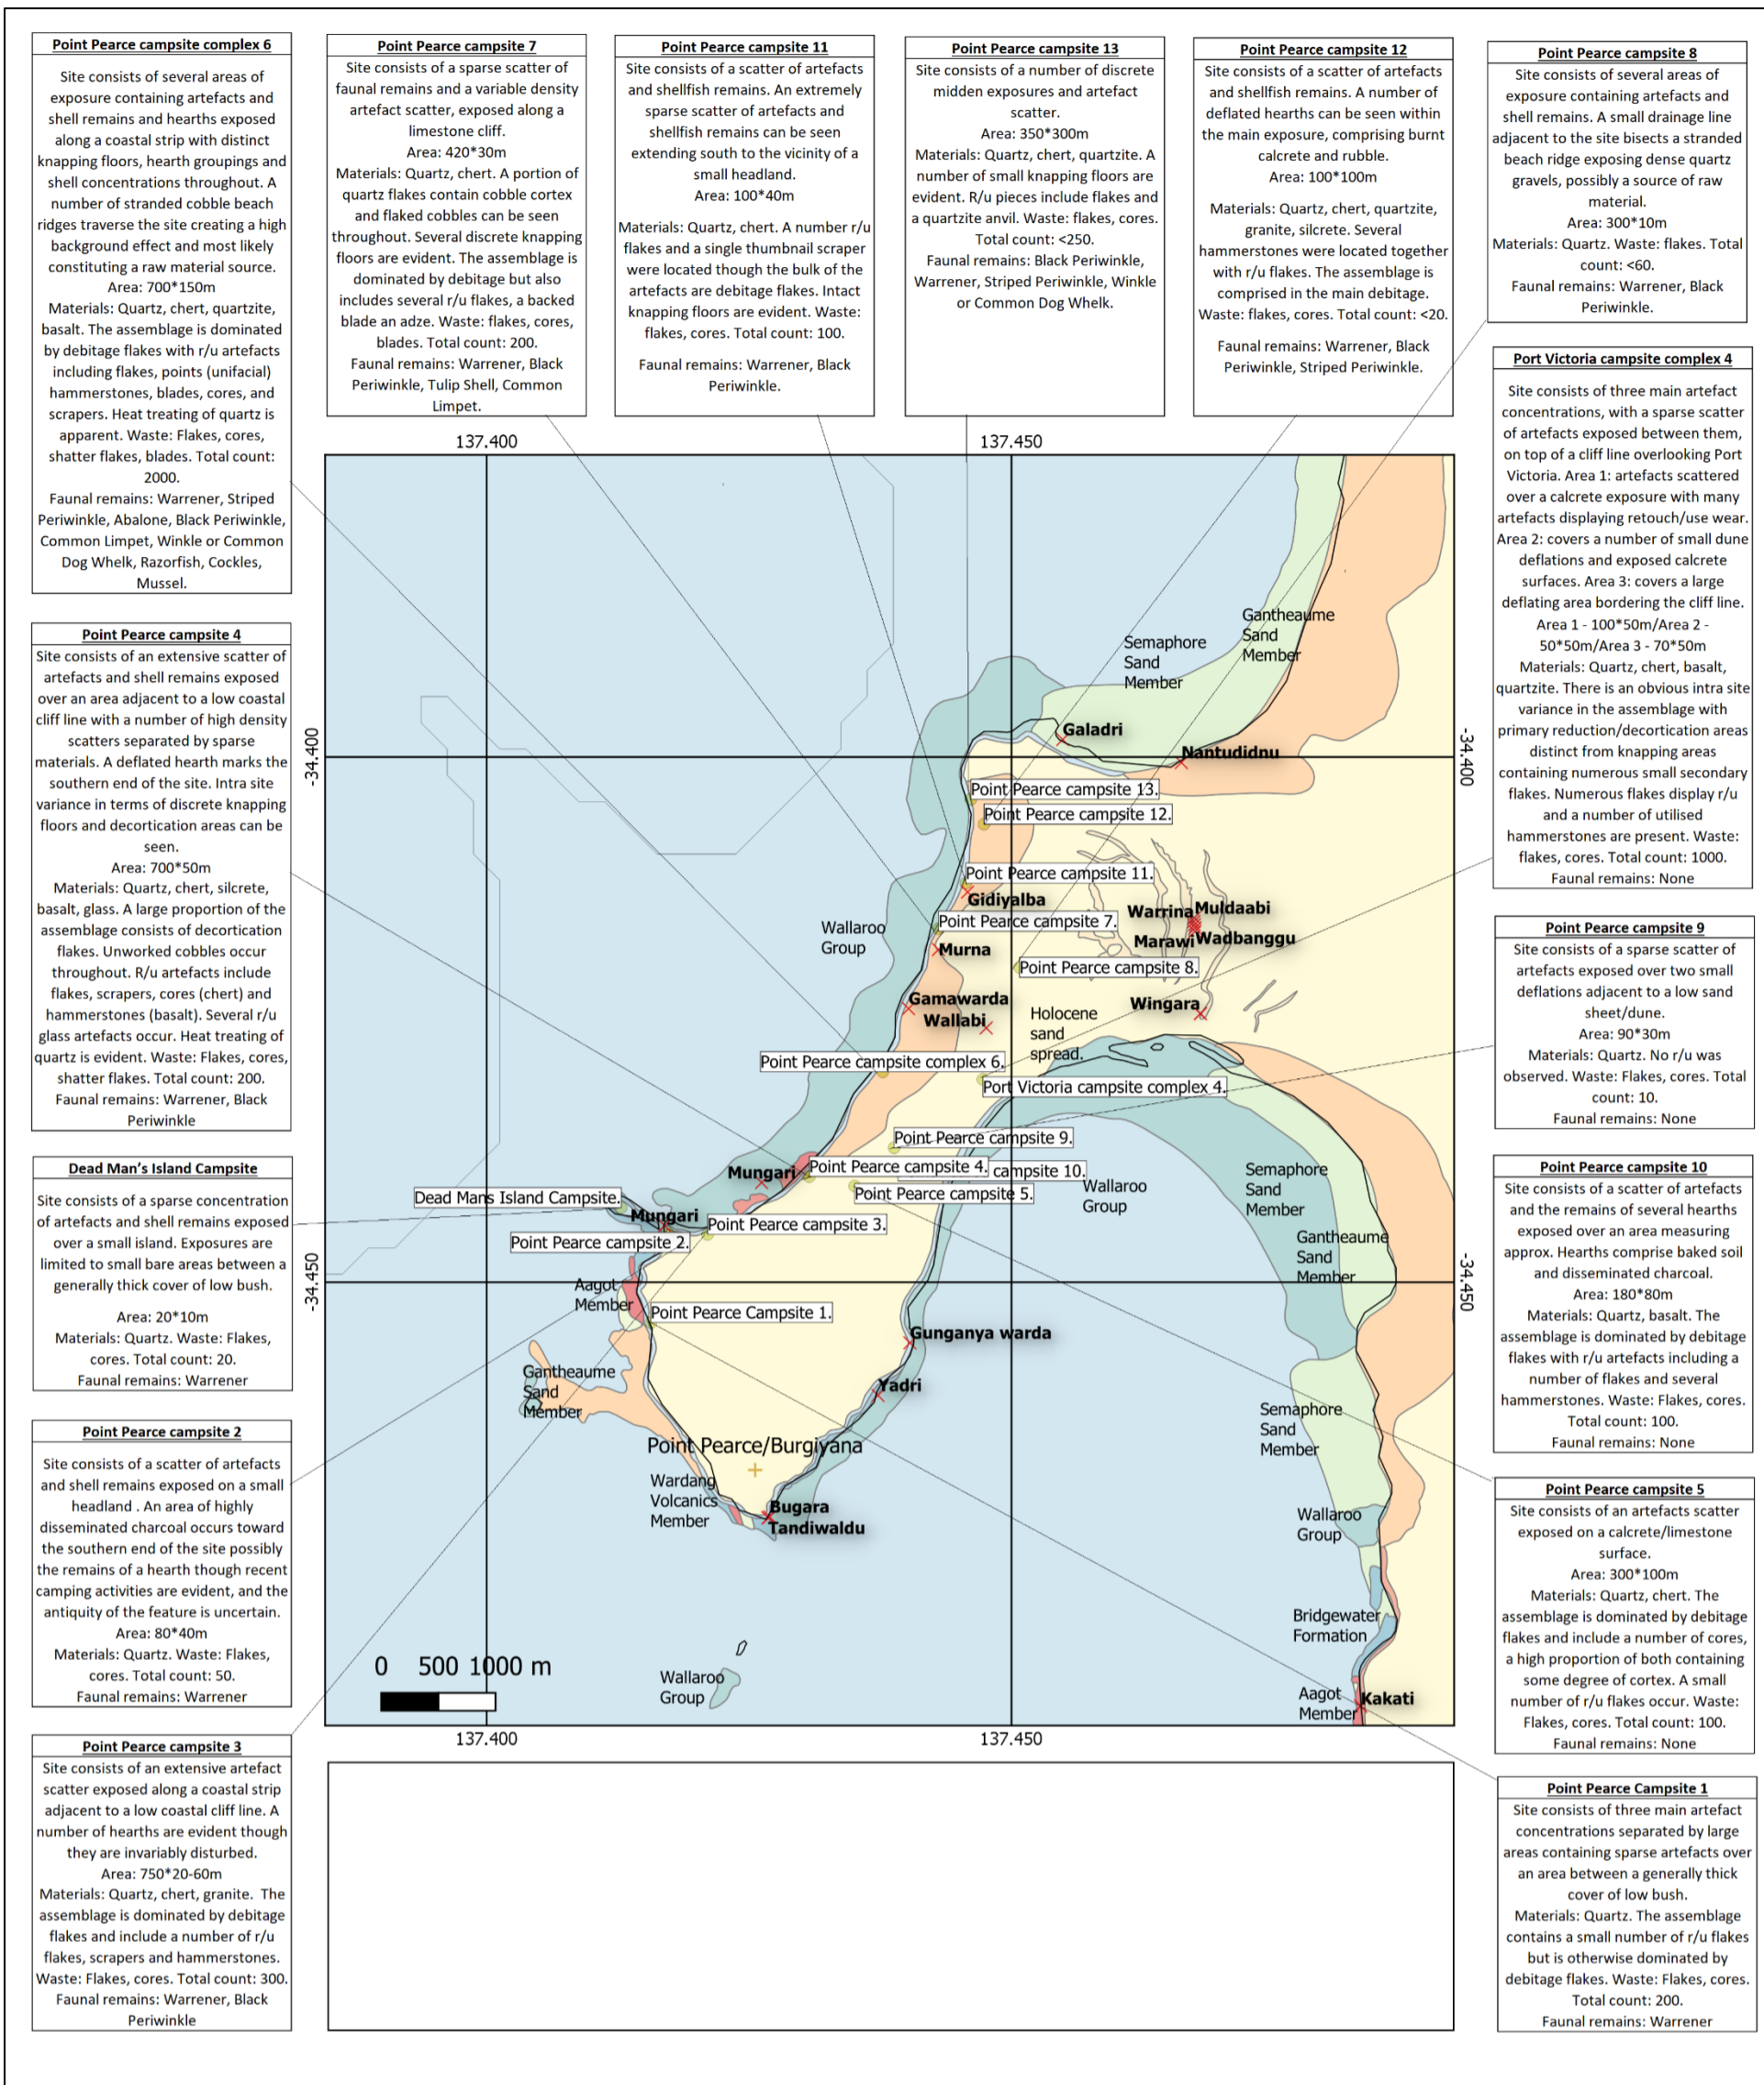 Point Pearce campsite complex 6
Site consists of several areas of
exposure containing artefacts and
shell remains and hearths exposed
along a coastal strip with distinct
knapping floors, hearth groupings and
shell concentrations throughout. A
number of stranded cobble beach
ridges traverse the site creating a high
background effect and most likely
constituting a raw material source.
Area: 700*150m
Materials: Quartz, chert, quartzite,
basalt. The assemblage is dominated
by debitage flakes with r/u artefacts
including flakes, points (unifacial)
hammerstones, blades, cores, and
scrapers. Heat treating of quartz is
apparent. Waste: Flakes, cores,
shatter flakes, blades. Total count:
2000.
Faunal remains: Warrener, Striped
Periwinkle, Abalone, Black Periwinkle,
Common Limpet, Winkle or Common
Dog Whelk, Razorfish, Cockles,
Mussel.
Point Pearce campsite 7
Site consists of a sparse scatter of
faunal remains and a variable density
artefact scatter, exposed along a
limestone cliff.
Area: 420*30m
Materials: Quartz, chert. A portion of
quartz flakes contain cobble cortex
and flaked cobbles can be seen
throughout. Several discrete knapping
floors are evident. The assemblage is
dominated by debitage but also
includes several r/u flakes, a backed
blade an adze. Waste: flakes, cores,
blades. Total count: 200.
Faunal remains: Warrener, Black
Periwinkle, Tulip Shell, Common
Limpet.
Point Pearce campsite 11
Site consists of a scatter of artefacts
and shellfish remains. An extremely
sparse scatter of artefacts and
shellfish remains can be seen
extending south to the vicinity of a
small headland.
Area: 100*40m
Materials: Quartz, chert. A number r/u
flakes and a single thumbnail scraper
were located though the bulk of the
artefacts are debitage flakes. Intact
knapping floors are evident. Waste:
flakes, cores. Total count: 100.
Faunal remains: Warrener, Black
Periwinkle.
Point Pearce campsite 13
Site consists of a number of discrete
midden exposures and artefact
scatter.
Area: 350*300m
Materials: Quartz, chert, quartzite. A
number of small knapping floors are
evident. R/u pieces include flakes and
a quartzite anvil. Waste: flakes, cores.
Total count: <250.
Faunal remains: Black Periwinkle,
Warrener, Striped Periwinkle, Winkle
or Common Dog Whelk.
Point Pearce campsite 12
Site consists of a scatter of artefacts
and shellfish remains. A number of
deflated hearths can be seen within
the main exposure, comprising burnt
calcrete and rubble.
Area: 100*100m
Materials: Quartz, chert, quartzite,
granite, silcrete. Several
hammerstones were located together
with r/u flakes. The assemblage is
comprised in the main debitage.
Waste: flakes, cores. Total count: <20.
Faunal remains: Warrener, Black
Periwinkle, Striped Periwinkle.
Point Pearce campsite 8
Site consists of several areas of
exposure containing artefacts and
shell remains. A small drainage line
adjacent to the site bisects a stranded
beach ridge exposing dense quartz
gravels, possibly a source of raw
material.
Area: 300*10m
Materials: Quartz. Waste: flakes. Total
count: <60.
Faunal remains: Warrener, Black
Periwinkle.
Port Victoria campsite complex 4
Site consists of three main artefact
concentrations, with a sparse scatter
of artefacts exposed between them,
on top of a cliff line overlooking Port
Victoria. Area 1: artefacts scattered
over a calcrete exposure with many
artefacts displaying retouch/use wear.
Area 2: covers a number of small dune
deflations and exposed calcrete
surfaces. Area 3: covers a large
deflating area bordering the cliff line.
Area 1 - 100*50m/Area 2 -
50*50m/Area 3 - 70*50m
Materials: Quartz, chert, basalt,
quartzite. There is an obvious intra site
variance in the assemblage with
primary reduction/decortication areas
distinct from knapping areas
containing numerous small secondary
flakes. Numerous flakes display r/u
and a number of utilised
hammerstones are present. Waste:
flakes, cores. Total count: 1000.
Faunal remains: None
Point Pearce campsite 4
Site consists of an extensive scatter of
artefacts and shell remains exposed
over an area adjacent to a low coastal
cliff line with a number of high density
scatters separated by sparse
materials. A deflated hearth marks the
southern end of the site. Intra site
variance in terms of discrete knapping
floors and decortication areas can be
seen.
Area: 700*50m
Materials: Quartz, chert, silcrete,
basalt, glass. A large proportion of the
assemblage consists of decortication
flakes. Unworked cobbles occur
throughout. R/u artefacts include
flakes, scrapers, cores (chert) and
hammerstones (basalt). Several r/u
glass artefacts occur. Heat treating of
quartz is evident. Waste: Flakes, cores,
shatter flakes. Total count: 200.
Faunal remains: Warrener, Black
Periwinkle
Point Pearce campsite 9
Site consists of a sparse scatter of
artefacts exposed over two small
deflations adjacent to a low sand
sheet/dune.
Area: 90*30m
Materials: Quartz. No r/u was
observed. Waste: Flakes, cores. Total
count: 10.
Faunal remains: None
Dead Man's Island Campsite
Site consists of a sparse concentration
of artefacts and shell remains exposed
over a small island. Exposures are
limited to small bare areas between a
generally thick cover of low bush.
Area: 20*10m
Materials: Quartz. Waste: Flakes,
cores. Total count: 20.
Faunal remains: Warrener
Point Pearce campsite 10
Site consists of a scatter of artefacts
and the remains of several hearths
exposed over an area measuring
approx. Hearths comprise baked soil
and disseminated charcoal.
Area: 180*80m
Materials: Quartz, basalt. The
assemblage is dominated by debitage
flakes with r/u artefacts including a
number of flakes and several
hammerstones. Waste: Flakes, cores.
Total count: 100.
Faunal remains: None
Point Pearce campsite 2
Site consists of a scatter of artefacts
and shell remains exposed on a small
headland . An area of highly
disseminated charcoal occurs toward
the southern end of the site possibly
the remains of a hearth though recent
camping activities are evident, and the
antiquity of the feature is uncertain.
Area: 80*40m
Materials: Quartz. Waste: Flakes,
cores. Total count: 50.
Faunal remains: Warrener
Point Pearce campsite 5
Site consists of an artefacts scatter
exposed on a calcrete/limestone
surface.
Area: 300*100m
Materials: Quartz, chert. The
assemblage is dominated by debitage
flakes and include a number of cores,
a high proportion of both containing
some degree of cortex. A small
number of r/u flakes occur. Waste:
Flakes, cores. Total count: 100.
Faunal remains: None
Point Pearce campsite 3
Site consists of an extensive artefact
scatter exposed along a coastal strip
adjacent to a low coastal cliff line. A
number of hearths are evident though
they are invariably disturbed.
Area: 750*20-60m
Materials: Quartz, chert, granite. The
assemblage is dominated by debitage
flakes and include a number of r/u
flakes, scrapers and hammerstones.
Waste: Flakes, cores. Total count: 300.
Faunal remains: Warrener, Black
Periwinkle
Point Pearce Campsite 1
Site consists of three main artefact
concentrations separated by large
areas containing sparse artefacts over
an area between a generally thick
cover of low bush.
Materials: Quartz. The assemblage
contains a small number of r/u flakes
but is otherwise dominated by
debitage flakes. Waste: Flakes, cores.
Total count: 200.
Faunal remains: Warrener
137.400
137.450
Gantheaume
Sand
Member
Semaphore
Sand
Member
-34.400
-34.400
Galadri
Nantudidnu
Point Pearce campsite 13.
Point Pearce campsite 12.
Point Pearce campsite 11.
Gidiyalba
Warrina
Muldaabi
Point Pearce campsite 7.
Wallaroo
Group
Marawi
Wadbanggu
Murna
Point Pearce campsite 8.
Gamawarda
Wallabi
Wingara
Holocene
sand
spread.
Point Pearce campsite complex 6.
Port Victoria campsite complex 4.
Point Pearce campsite 9.
Point Pearce campsite 4.
campsite 10.
Mungari
Point Pearce campsite 5.
Wallaroo
Group
Semaphore
Sand
Member
Dead Mans Island Campsite.
Mungari
Point Pearce campsite 3.
Point Pearce campsite 2.
Gantheaume
Sand
Member
-34.450
-34.450
Aagot
Member
Point Pearce Campsite 1.
Gunganya warda
Gantheaume
Sand
Member
Yadri
Semaphore
Sand
Member
Point Pearce/Burgiyana
Wardang
Volcanics
Member
Bugara
Tandiwaldu
Wallaroo
Group
Bridgewater
Formation
0 500 1000 m
Wallaroo
Group
Aagot
Member
Kakati
137.400
137.450